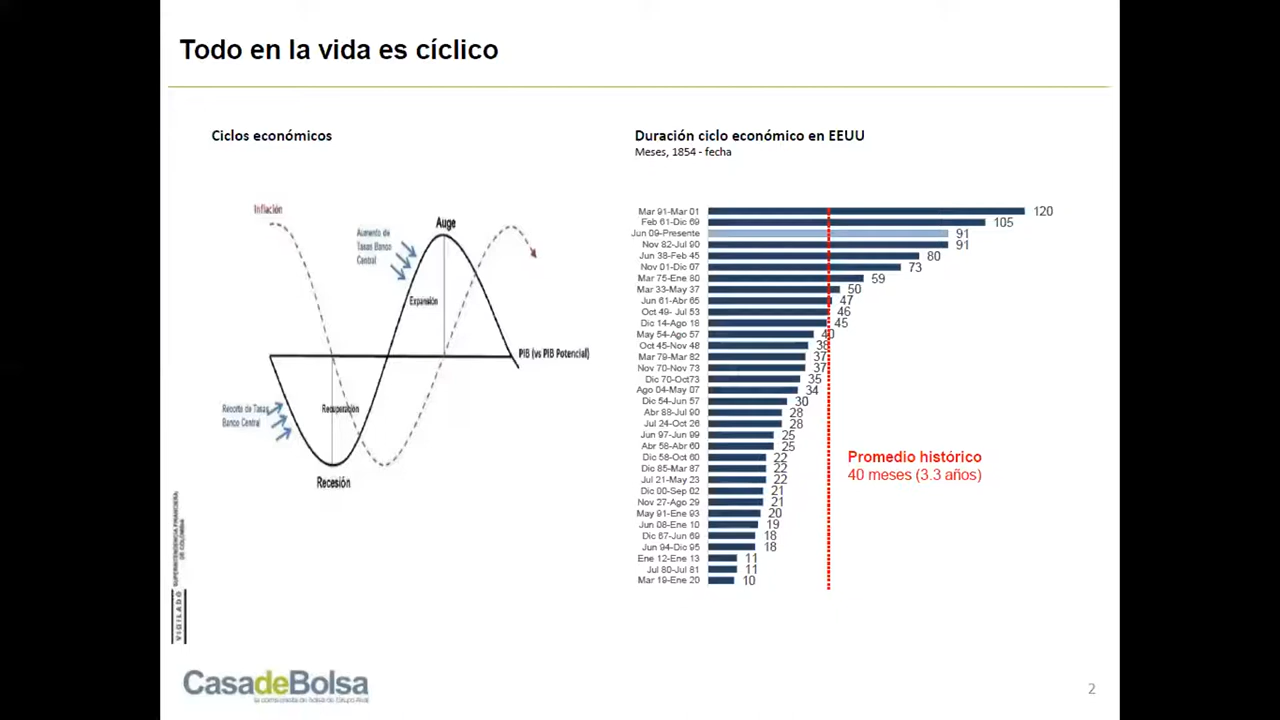 Todo en la vida es cíclico
Ciclos económicos
Inflación
Aumento de
Tasas Banco
Central
Auge
Expansión
PIB (vs PIB Potencial)
Recorte de Tasas
Banco Central
Recuperación
Recesión
Duración ciclo económico en EEUU
Meses, 1854 - fecha
Mar 91-Mar 01 120
Feb 61-Dic 69 105
Jun 09-Presente 91
Nov 82-Jul 90 91
Jun 38-Feb 45 80
Nov 01-Dic 07 73
Mar 75-Ene 80 59
Mar 33-May 37 50
Jun 61-Abr 65 47
Oct 49- Jul 53 46
Dic 14-Ago 18 45
May 54-Ago 57 40
Oct 45-Nov 48 38
Mar 79-Mar 82 37
Nov 70-Nov 73 37
Dic 70-Oct73 35
Ago 04-May 07 34
Dic 54-Jun 57 30
Abr 88-Jul 90 28
Jul 24-Oct 26 28
Jun 97-Jun 99 25
Abr 58-Abr 60 25
Dic 58-Oct 60 22
Dic 85-Mar 87 22
Jul 21-May 23 22
Dic 00-Sep 02 21
Nov 27-Ago 29 21
May 91-Ene 93 20
Jun 08-Ene 10 19
Dic 67-Jun 69 18
Jun 94-Dic 95 18
Ene 12-Ene 13 11
Jul 80-Jul 81 11
Mar 19-Ene 20 10
Promedio histórico
40 meses (3.3 años)
VIGILADO
SUPERINTENDENCIA FINANCIERA
DE COLOMBIA
CasadeBolsa
la comisionista de bolsa de Grupo Aval
2